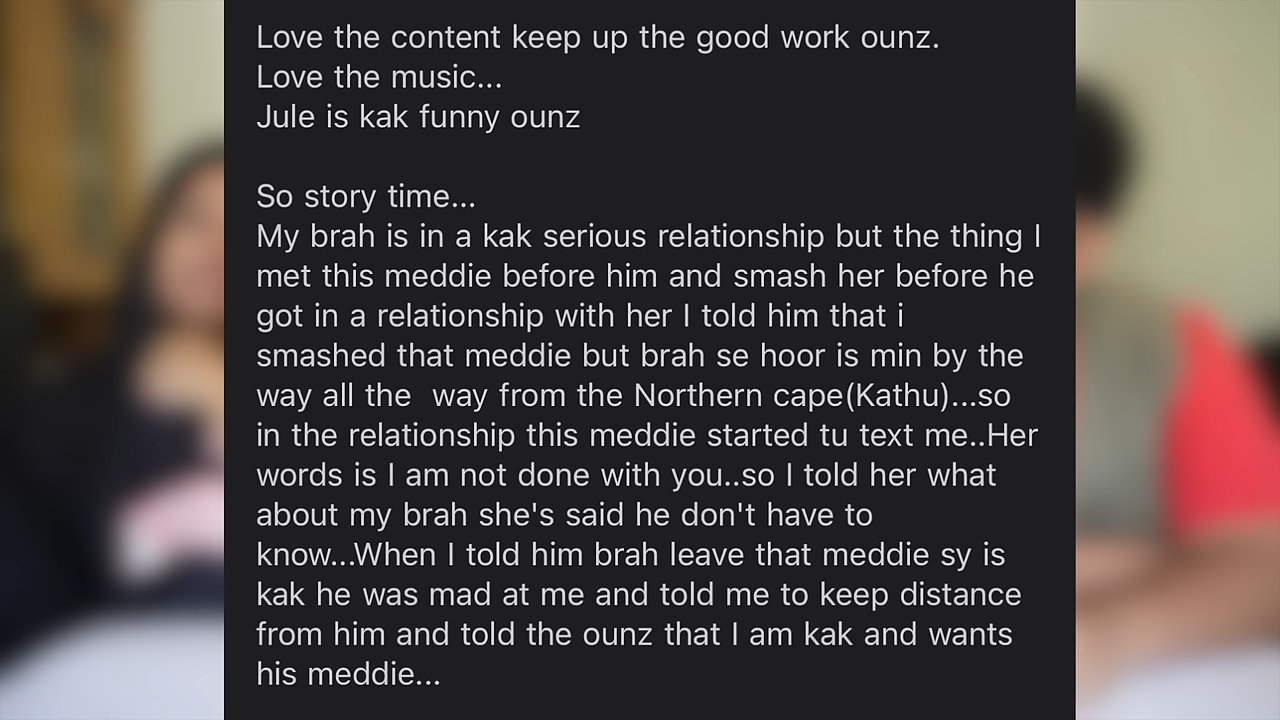 Love the content keep up the good work ounz.
Love the music...
Jule is kak funny ounz
So story time...
My brah is in a kak serious relationship but the thing I
met this meddie before him and smash her before he
got in a relationship with her I told him that i
smashed that meddie but brah se hoor is min by the
way all the  way from the Northern cape(Kathu)...so
in the relationship this meddie started tu text me..Her
words is I am not done with you..so I told her what
about my brah she's said he don't have to
know...When I told him brah leave that meddie sy is
kak he was mad at me and told me to keep distance
from him and told the ounz that I am kak and wants
his meddie...